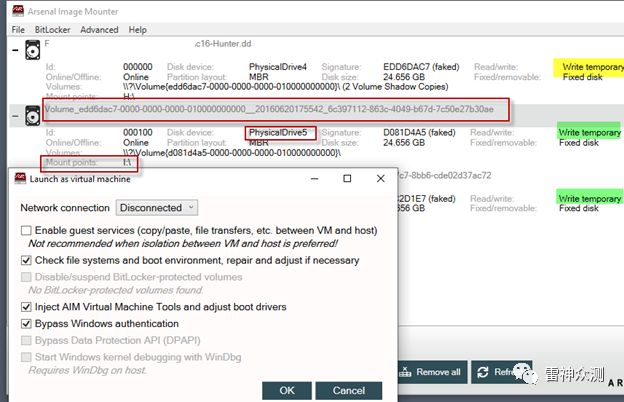 Arsenal Image Mounter
File BitLocker Advanced Help
F .c16-Hunter.dd
Id: 000000 Disk device: PhysicalDrive4 Signature: EDD6DAC7 (faked) Read/write: Write temporary
Online/Offline: Online Partition layout: MBR Disk size: 24.656 GB Fixed/removable: Fixed disk
Volumes: \\?\Volume{edd6dac7-0000-0000-0000-010000000000}\ (2 Volume Shadow Copies)
Mount points: H:\
Volume_edd6dac7-0000-0000-0000-010000000000__20160620175542_6c397112-863c-4049-b67d-7c50e27b30ae
Id: 000100 Disk device: PhysicalDrive5 Signature: D081D4A5 (faked) Read/write: Write temporary
Online/Offline: Online Partition layout: MBR Disk size: 24.656 GB Fixed/removable: Fixed disk
Volumes: \\?\Volume{d081d4a5-0000-0000-0000-010000000000}\
Mount points: I:\
c7-8bb6-cde02d37ac72
2D1E7 (faked) Read/write: Write temporary
6 GB Fixed/removable: Fixed disk
Launch as virtual machine
Network connection Disconnected
Enable guest services (copy/paste, file transfers, etc. between VM and host)
Not recommended when isolation between VM and host is preferred!
Check file systems and boot environment, repair and adjust if necessary
Disable/suspend BitLocker-protected volumes
No BitLocker-protected volumes found.
Inject AIM Virtual Machine Tools and adjust boot drivers
Bypass Windows authentication
Bypass Data Protection API (DPAPI)
Start Windows kernel debugging with WinDbg
Requires WinDbg on host.
OK Cancel
Remove all Refre
雷神众测
A R